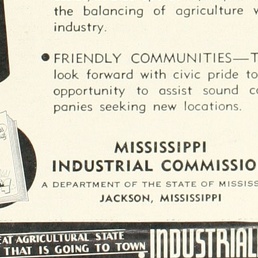 the balancing of agriculture w
industry.
● FRIENDLY COMMUNITIES—T
look forward with civic pride to
opportunity to assist sound co
panies seeking new locations.
MISSISSIPPI
INDUSTRIAL COMMISSIO
A DEPARTMENT OF THE STATE OF MISSISS
JACKSON, MISSISSIPPI
EAT AGRICULTURAL STATE
THAT IS GOING TO TOWN
INDUSTRIAL